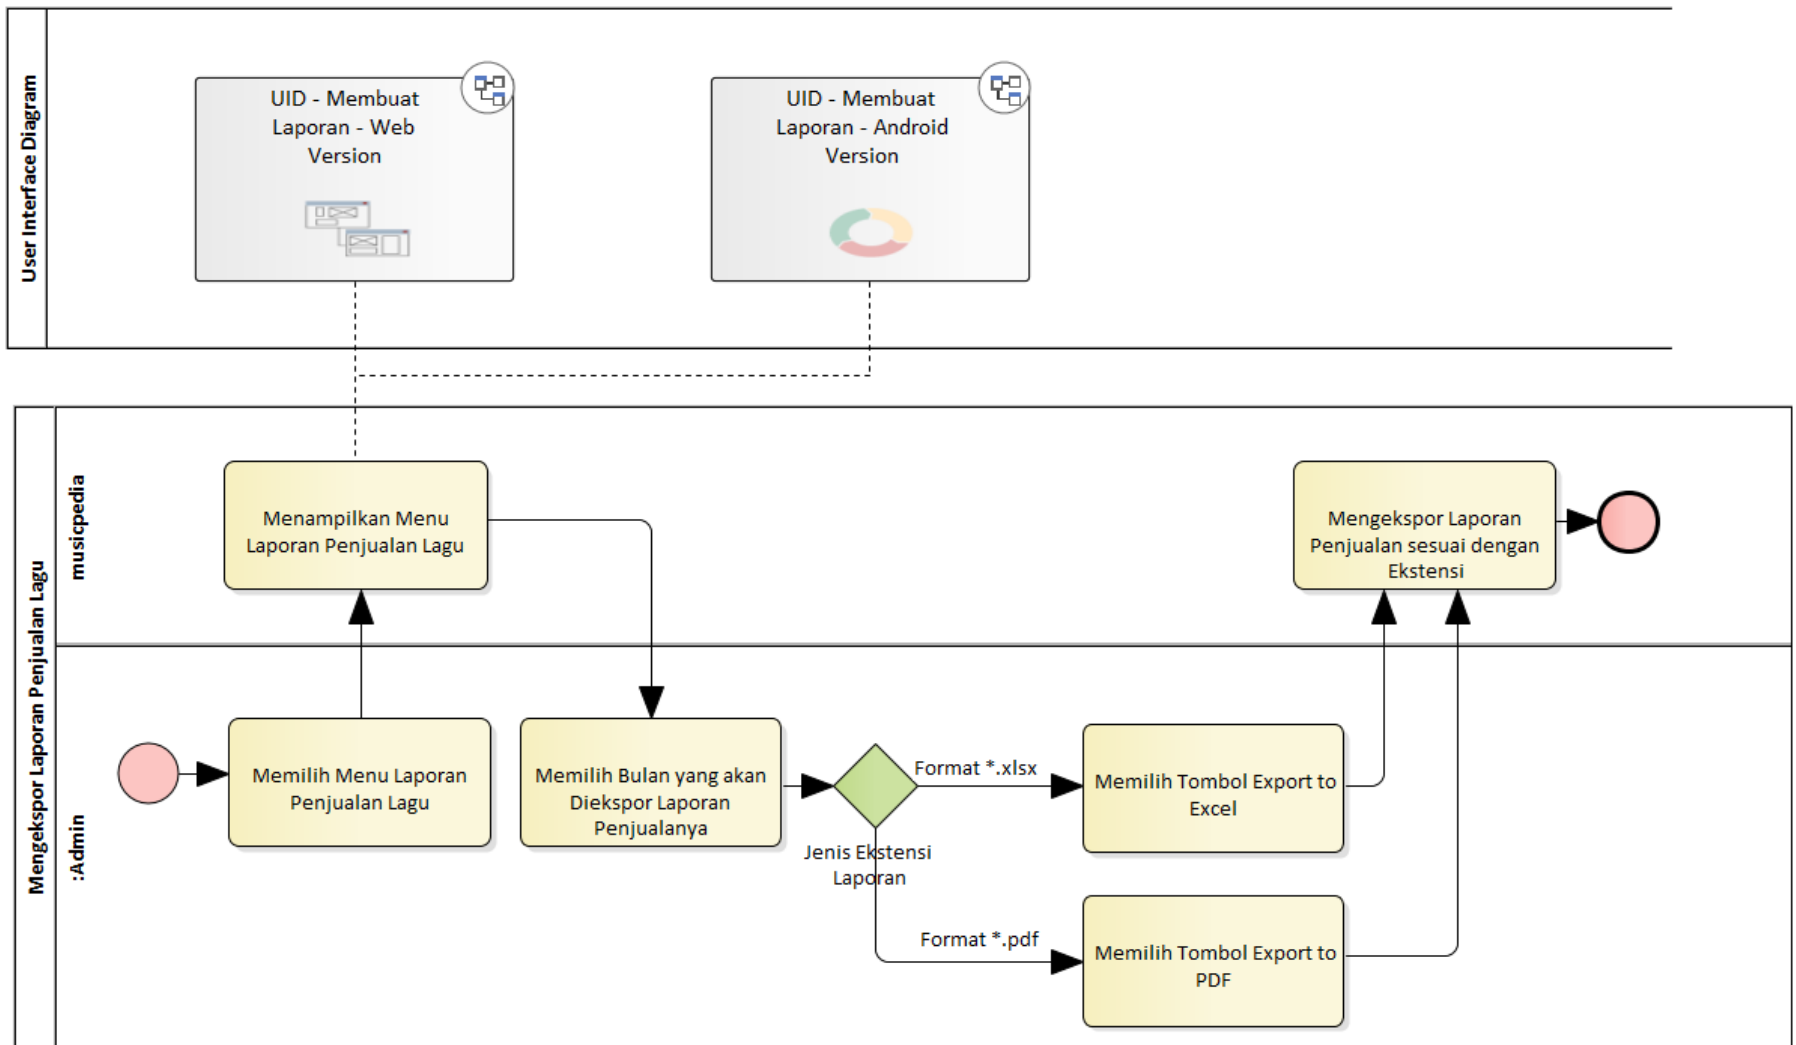 User Interface Diagram
UID - Membuat
Laporan - Web
Version
UID - Membuat
Laporan - Android
Version
Mengekspor Laporan Penjualan Lagu
musicpedia
Menampilkan Menu
Laporan Penjualan Lagu
Mengekspor Laporan
Penjualan sesuai dengan
Ekstensi
:Admin
Memilih Menu Laporan
Penjualan Lagu
Memilih Bulan yang akan
Diekspor Laporan
Penjualanya
Jenis Ekstensi
Laporan
Format *.xlsx
Memilih Tombol Export to
Excel
Format *.pdf
Memilih Tombol Export to
PDF